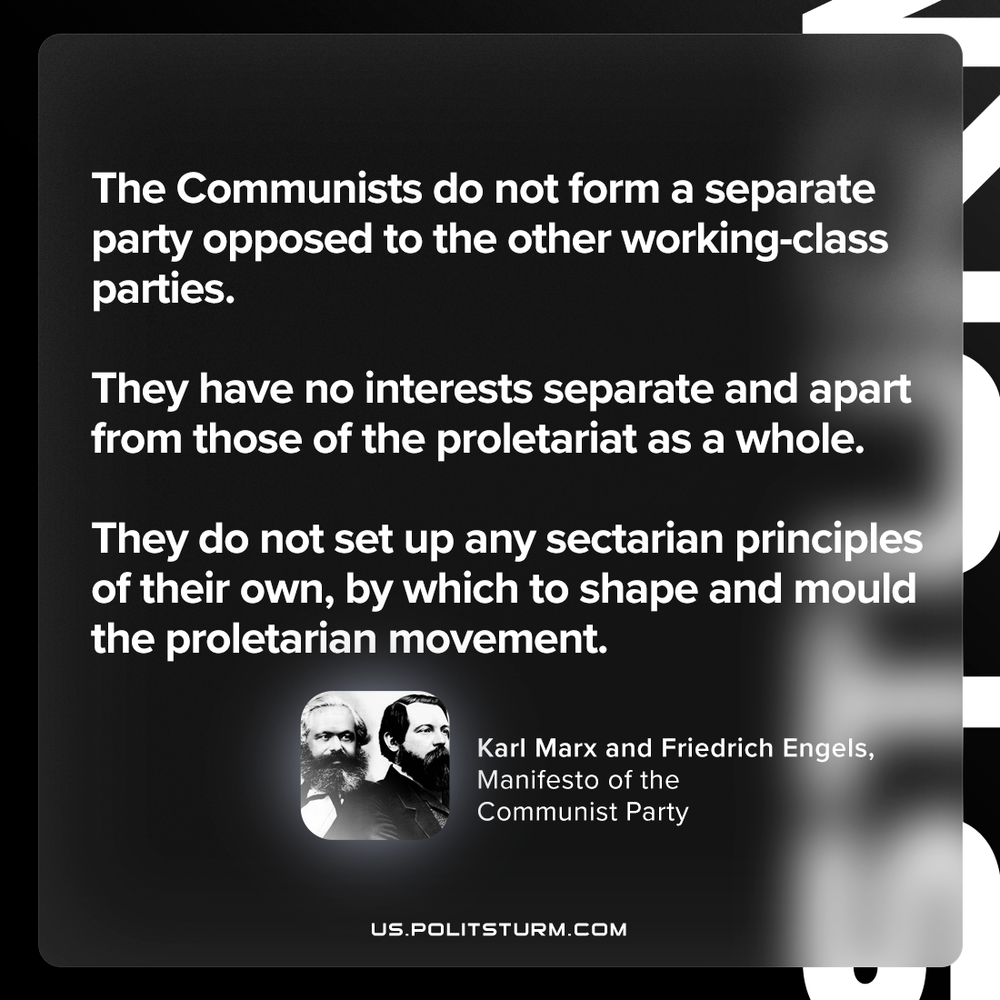 The Communists do not form a separate
party opposed to the other working-class
parties.
They have no interests separate and apart
from those of the proletariat as a whole.
They do not set up any sectarian principles
of their own, by which to shape and mould
the proletarian movement.
Karl Marx and Friedrich Engels,
Manifesto of the
Communist Party
US.POLITSTURM.COM